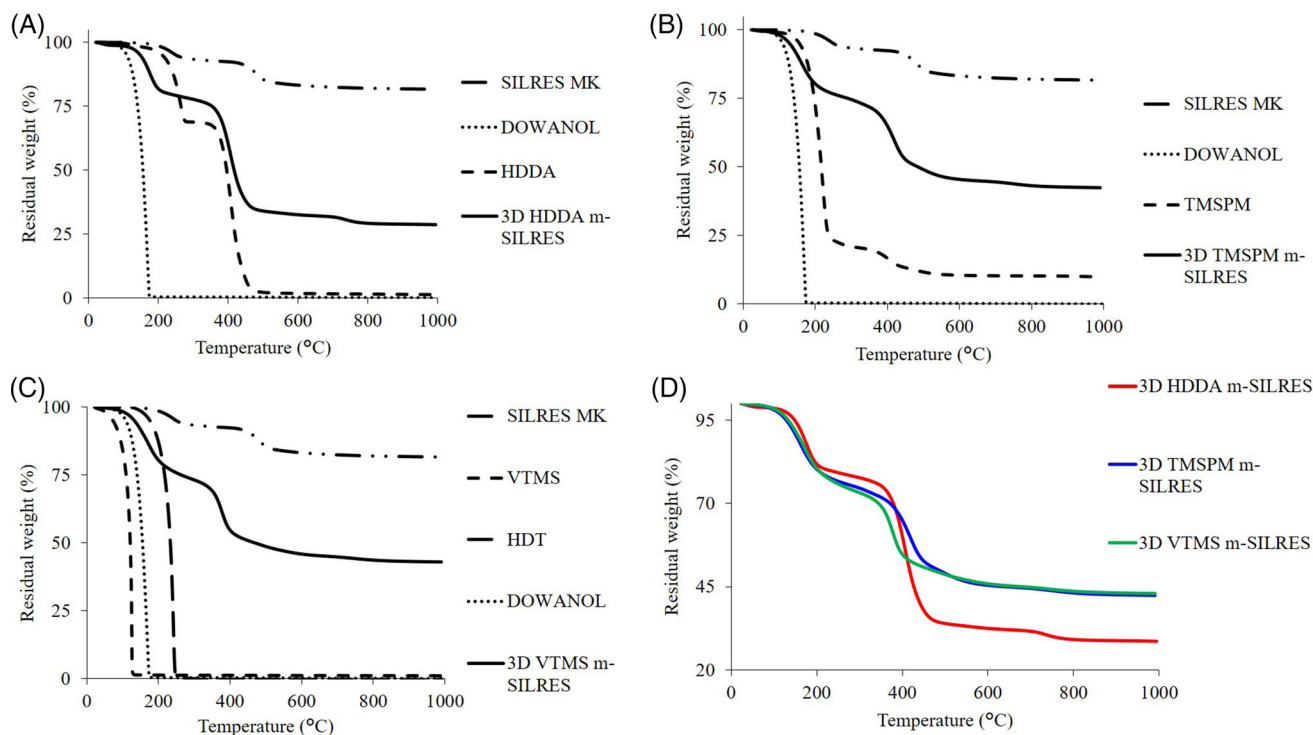 (A)
100
75
50
25
0
Residual weight (%)
0 200 400 600 800 1000
Temperature (°C)
SILRES MK
DOWANOL
HDDA
3D HDDA m-
SILRES
(B)
100
75
50
25
0
Residual weight (%)
0 200 400 600 800 1000
Temperature (°C)
SILRES MK
DOWANOL
TMSPM
3D TMSPM m-
SILRES
(C)
100
75
50
25
0
Residual weight (%)
0 200 400 600 800 1000
Temperature (°C)
SILRES MK
VTMS
HDT
DOWANOL
3D VTMS m-
SILRES
(D)
95
70
45
20
Residual weight (%)
0 200 400 600 800 1000
Temperature (°C)
3D HDDA m-SILRES
3D TMSPM m-
SILRES
3D VTMS m-SILRES